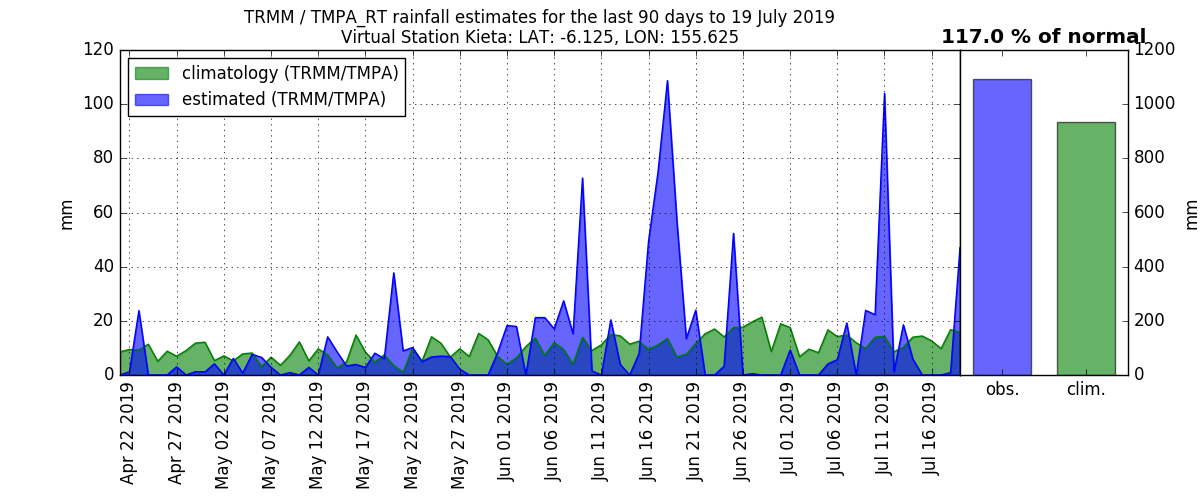 TRMM / TMPA_RT rainfall estimates for the last 90 days to 19 July 2019
Virtual Station Kieta: LAT: -6.125, LON: 155.625
117.0 % of normal
climatology (TRMM/TMPA)
estimated (TRMM/TMPA)
mm
120
100
80
60
40
20
0
Apr 22 2019
Apr 27 2019
May 02 2019
May 07 2019
May 12 2019
May 17 2019
May 22 2019
May 27 2019
Jun 01 2019
Jun 06 2019
Jun 11 2019
Jun 16 2019
Jun 21 2019
Jun 26 2019
Jul 01 2019
Jul 06 2019
Jul 11 2019
Jul 16 2019
obs.
clim.
1200
1000
800
600
400
200
0
mm